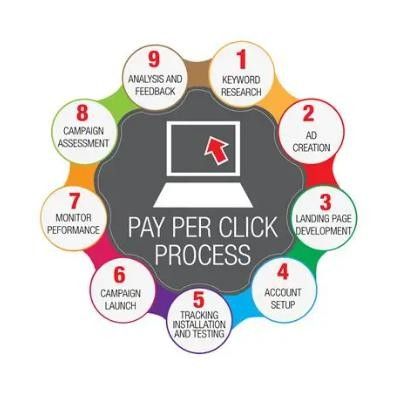 PAY PER CLICK
PROCESS
1
KEYWORD
RESEARCH
2
AD
CREATION
3
LANDING PAGE
DEVELOPMENT
4
ACCOUNT
SETUP
5
TRACKING
INSTALLATION
AND TESTING
6
CAMPAIGN
LAUNCH
7
MONITOR
PEFORMANCE
8
CAMPAIGN
ASSESSMENT
9
ANALYSIS AND
FEEDBACK